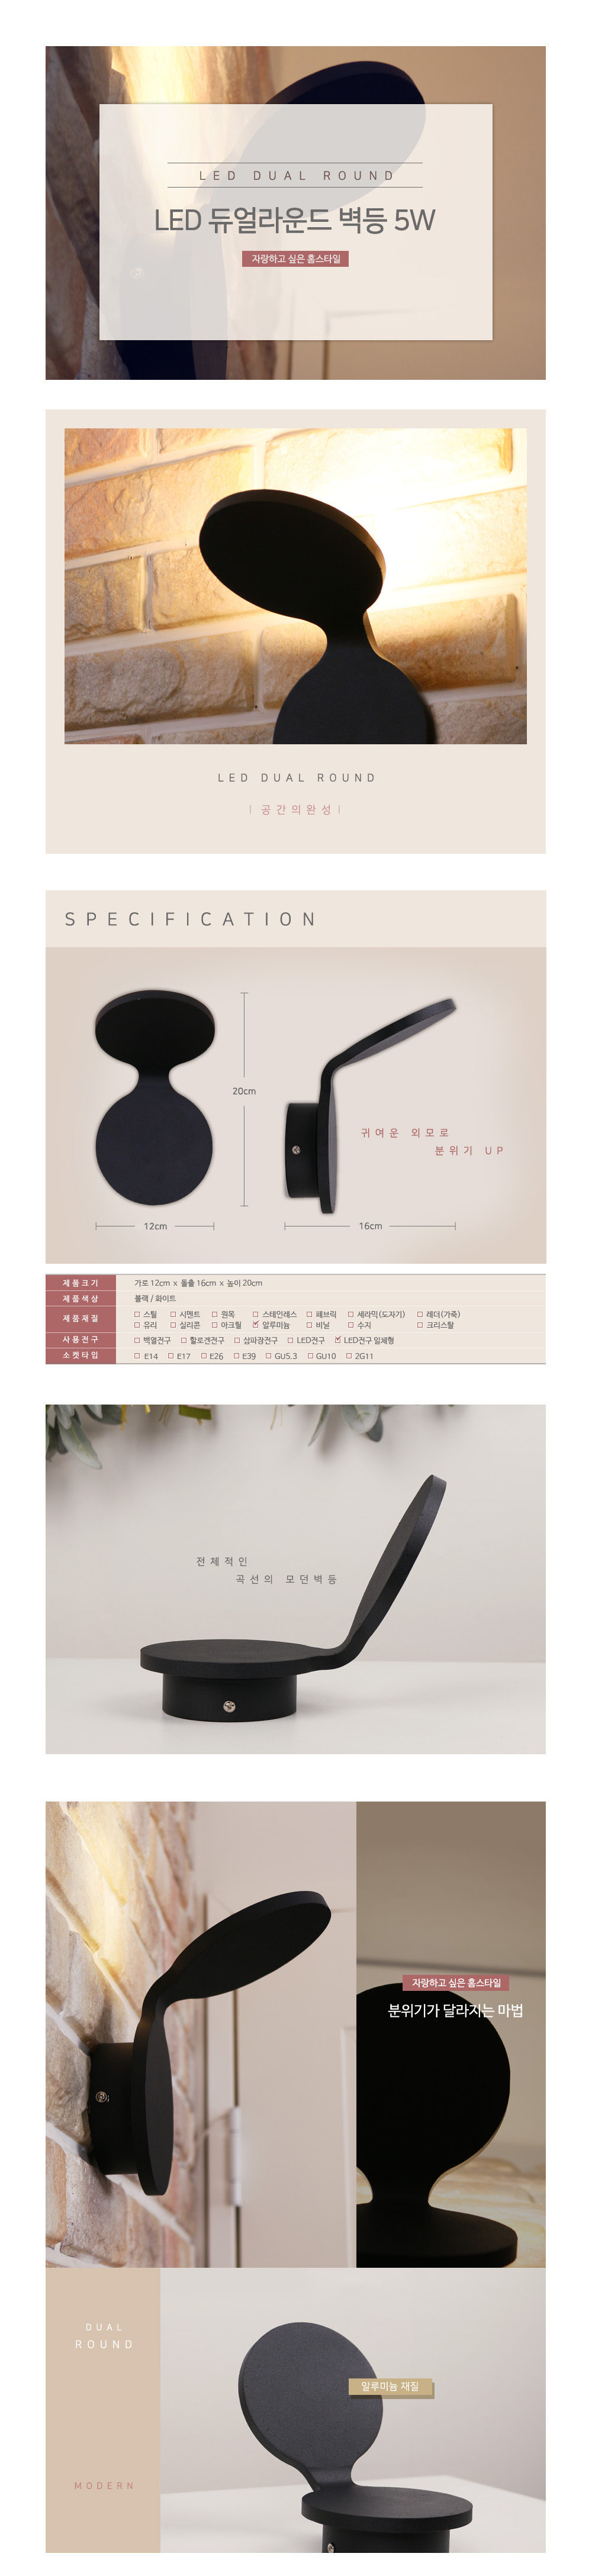 LED DUAL ROUND
LED 듀얼라운드 벽등 5W
자랑하고 싶은 홈스타일
LED DUAL ROUND
공간의완성
SPECIFICATION
20cm
귀여운 외모로
분위기 UP
12cm
16cm
제품크기 가로 12cm x 돌출 16cm x 높이 20cm
제품색상 블랙 / 화이트
제품재질
스틸 시멘트 원목 스테인레스 패브릭 세라믹(도자기) 레더(가죽)
유리 실리콘 아크릴 알루미늄 비닐 수지 크리스탈
사용전구 백열전구 할로겐전구 삼파장전구 LED전구 LED전구 일체형
소켓타입 E14 E17 E26 E39 GU5.3 GU10 2G11
전체적인
곡선의 모던벽등
자랑하고 싶은 홈스타일
분위기가 달라지는 마법
DUAL
ROUND
알루미늄 재질
MODERN